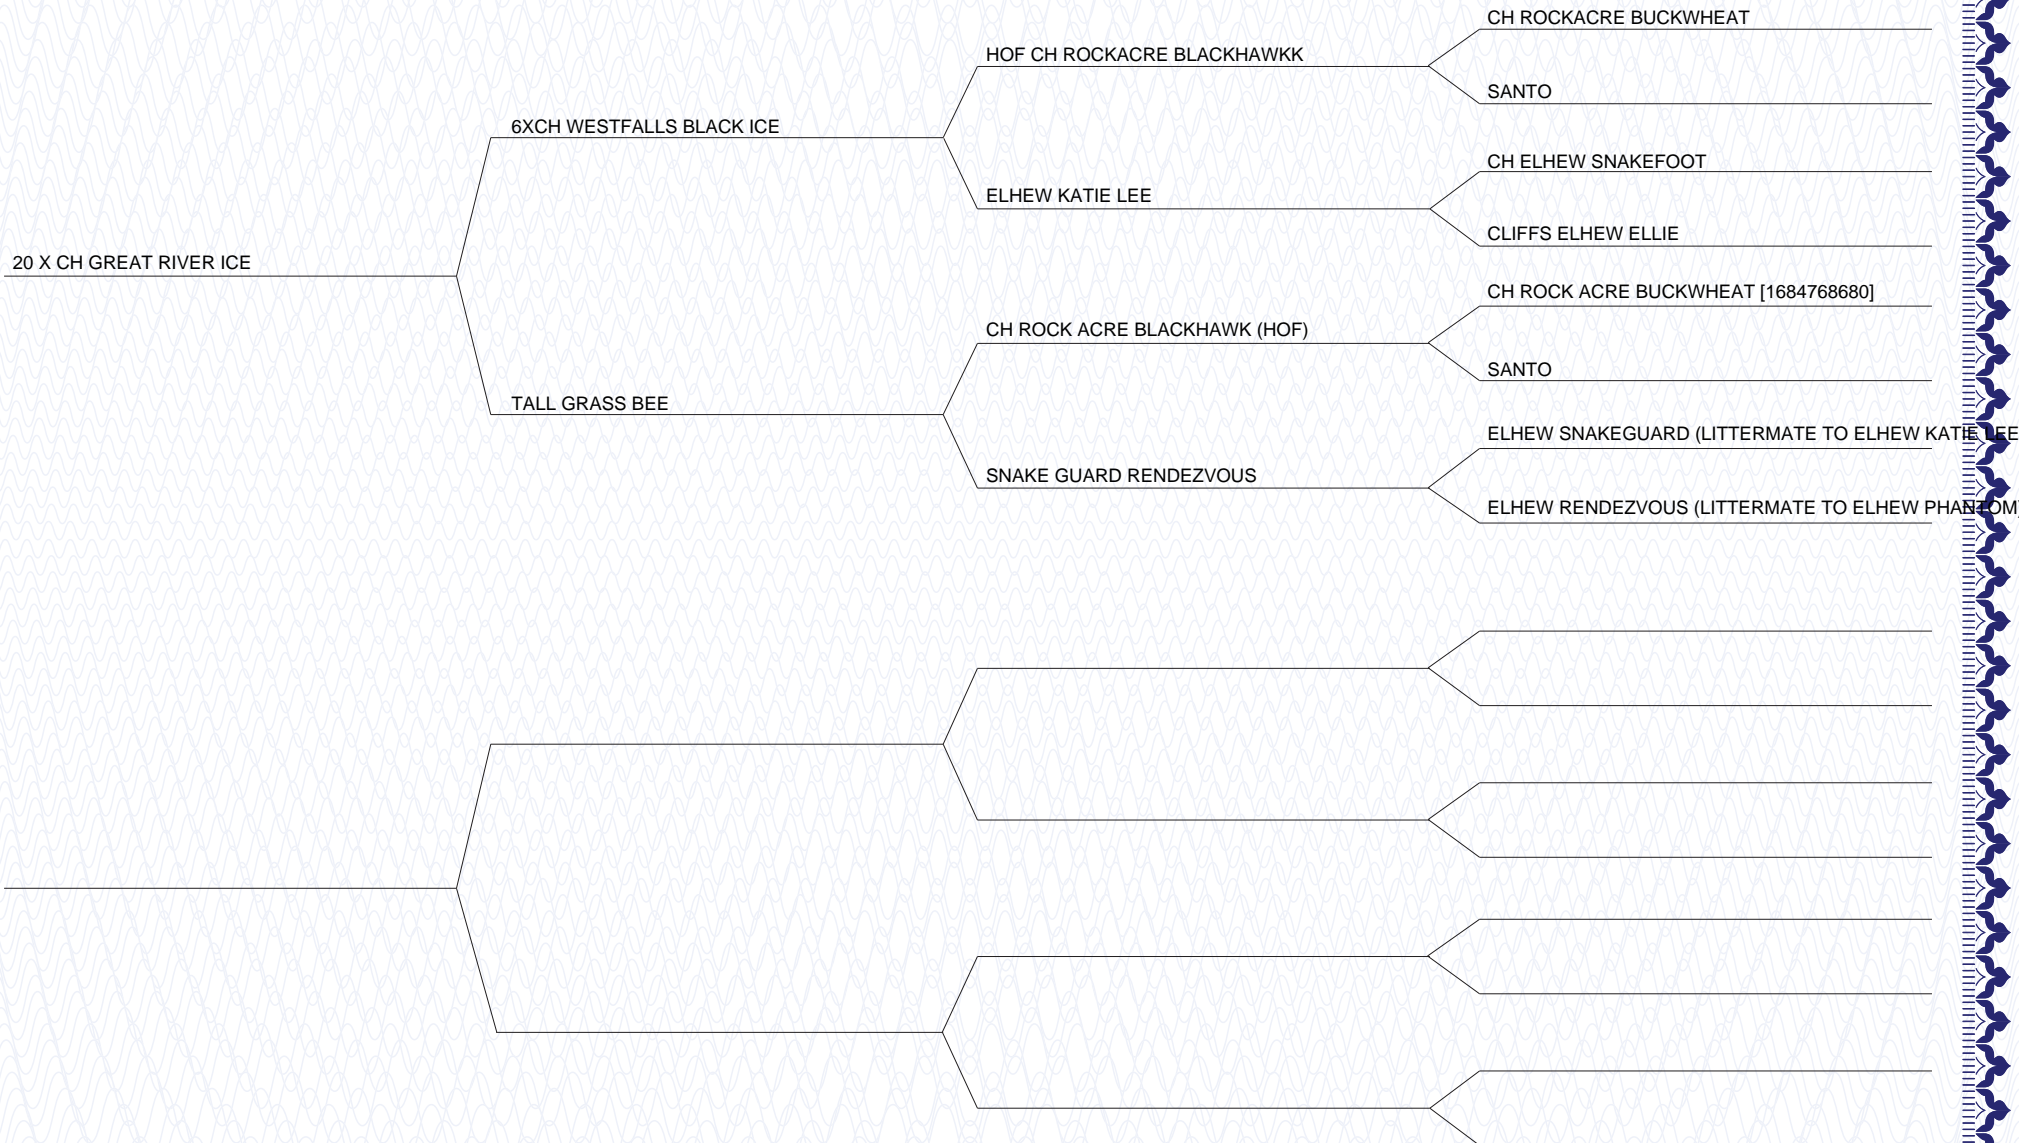 CH ROCKACRE BUCKWHEAT
HOF CH ROCKACRE BLACKHAWKK
SANTO
6XCH WESTFALLS BLACK ICE
CH ELHEW SNAKEFOOT
ELHEW KATIE LEE
CLIFFS ELHEW ELLIE
20 X CH GREAT RIVER ICE
CH ROCK ACRE BUCKWHEAT [1684768680]
CH ROCK ACRE BLACKHAWK (HOF)
SANTO
TALL GRASS BEE
ELHEW SNAKEGUARD (LITTERMATE TO ELHEW KATIE LEE
SNAKE GUARD RENDEZVOUS
ELHEW RENDEZVOUS (LITTERMATE TO ELHEW PHANTOM)